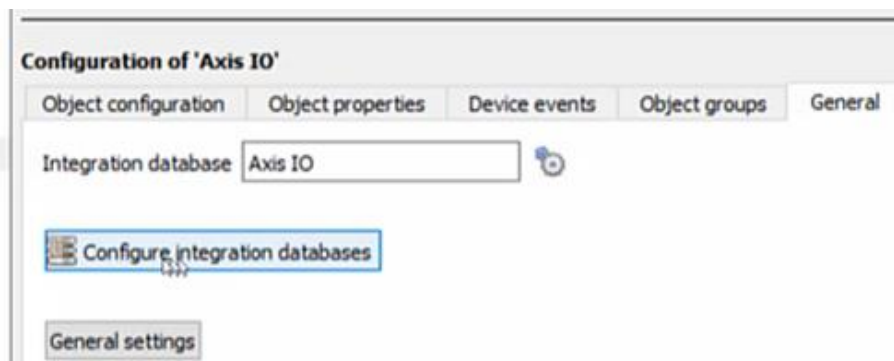 Configuration of 'Axis IO'
Object configuration Object properties Device events Object groups General
Integration database Axis IO
Configure integration databases
General settings